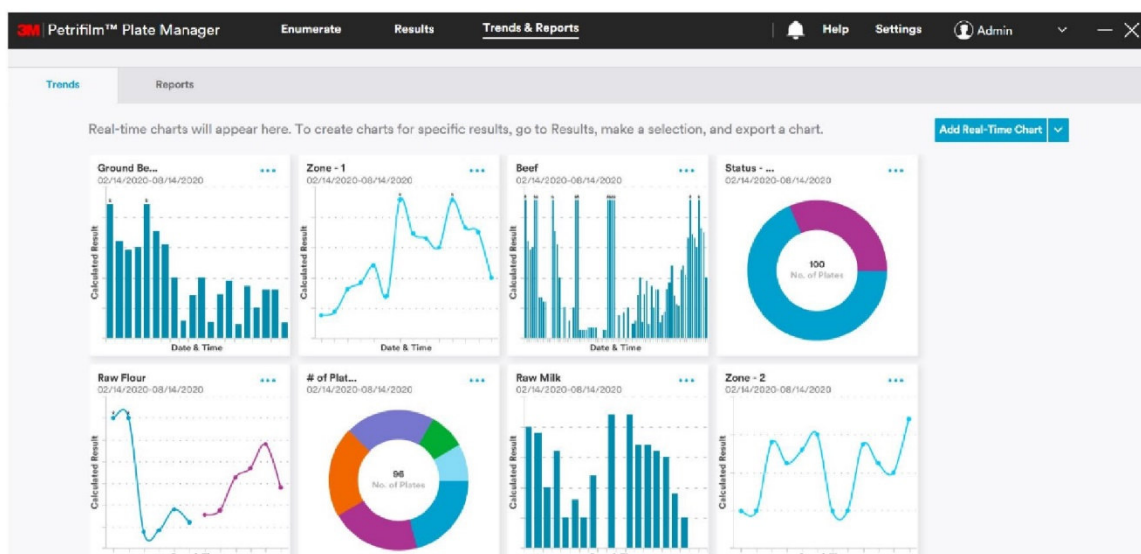 3M Petrifilm™ Plate Manager Enumerate Results Trends & Reports Help Settings Admin
Trends Reports
Real-time charts will appear here. To create charts for specific results, go to Results, make a selection, and export a chart. Add Real-Time Chart
Ground Be... Zone - 1 Beef Status - ...
02/14/2020-08/14/2020 02/14/2020-08/14/2020 02/14/2020-08/14/2020 02/14/2020-08/14/2020
Calculated Result Calculated Result Calculated Result 100
No. of Plates
Date & Time Date & Time Date & Time
Raw Flour # of Plat... Raw Milk Zone - 2
02/14/2020-08/14/2020 02/14/2020-08/14/2020 02/14/2020-08/14/2020 02/14/2020-08/14/2020
Calculated Result 96 Calculated Result Calculated Result
No. of Plates